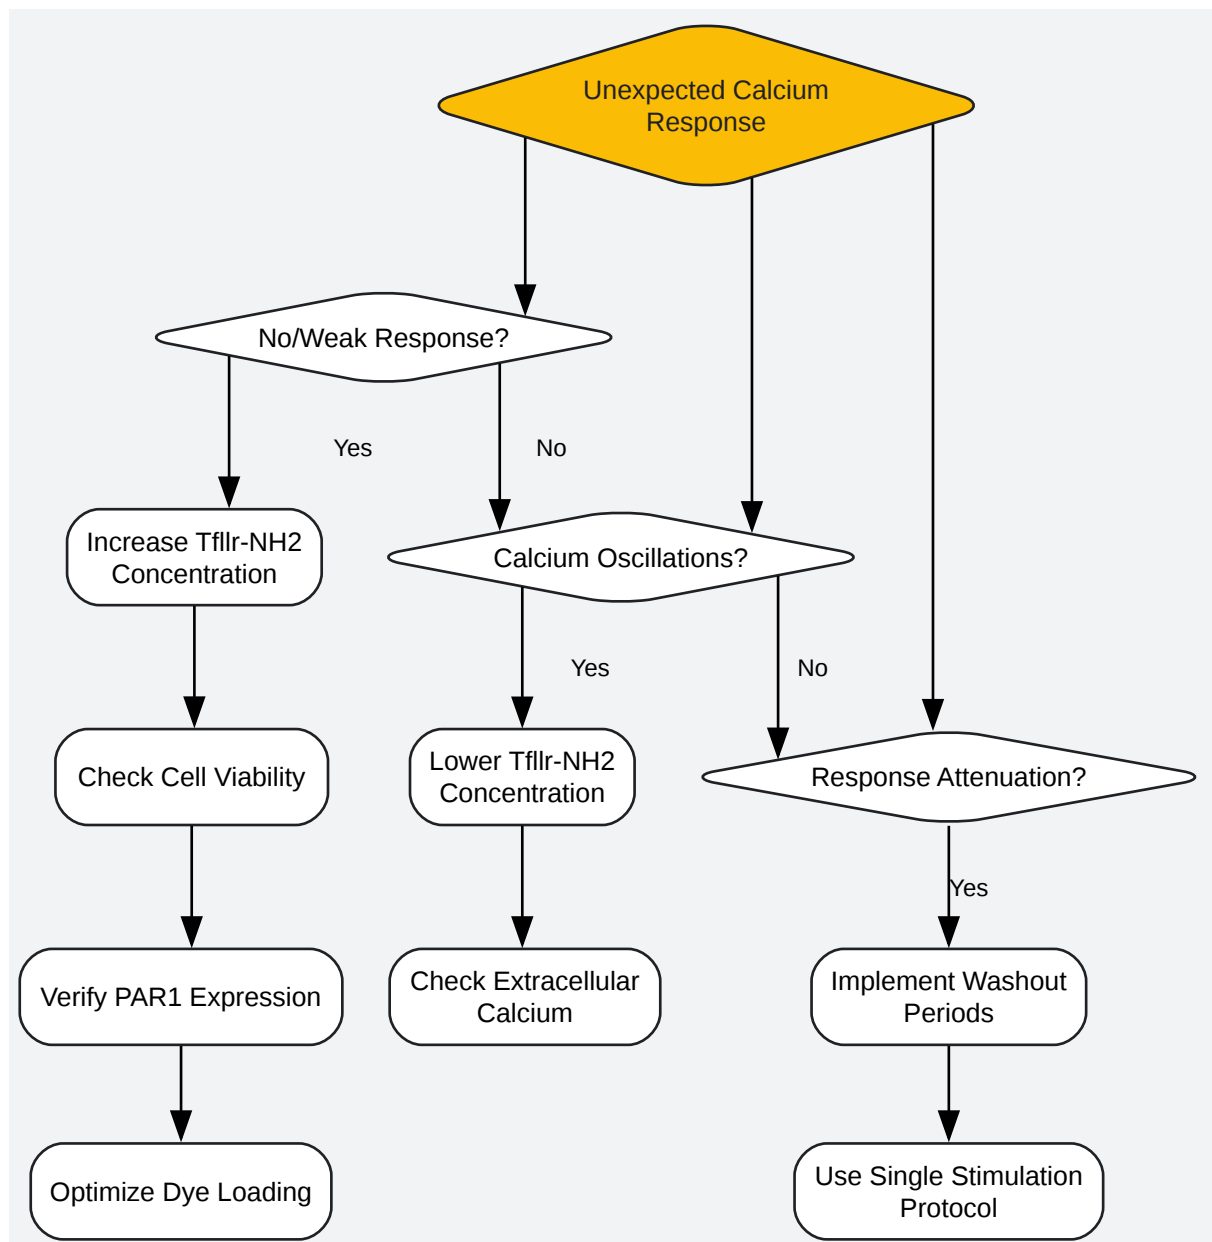 Unexpected Calcium
Response
No/Weak Response?
Yes
No
Increase Tfllr-NH2
Concentration
Calcium Oscillations?
Yes
No
Check Cell Viability
Lower Tfllr-NH2
Concentration
Response Attenuation?
Yes
Verify PAR1 Expression
Check Extracellular
Calcium
Implement Washout
Periods
Optimize Dye Loading
Use Single Stimulation
Protocol